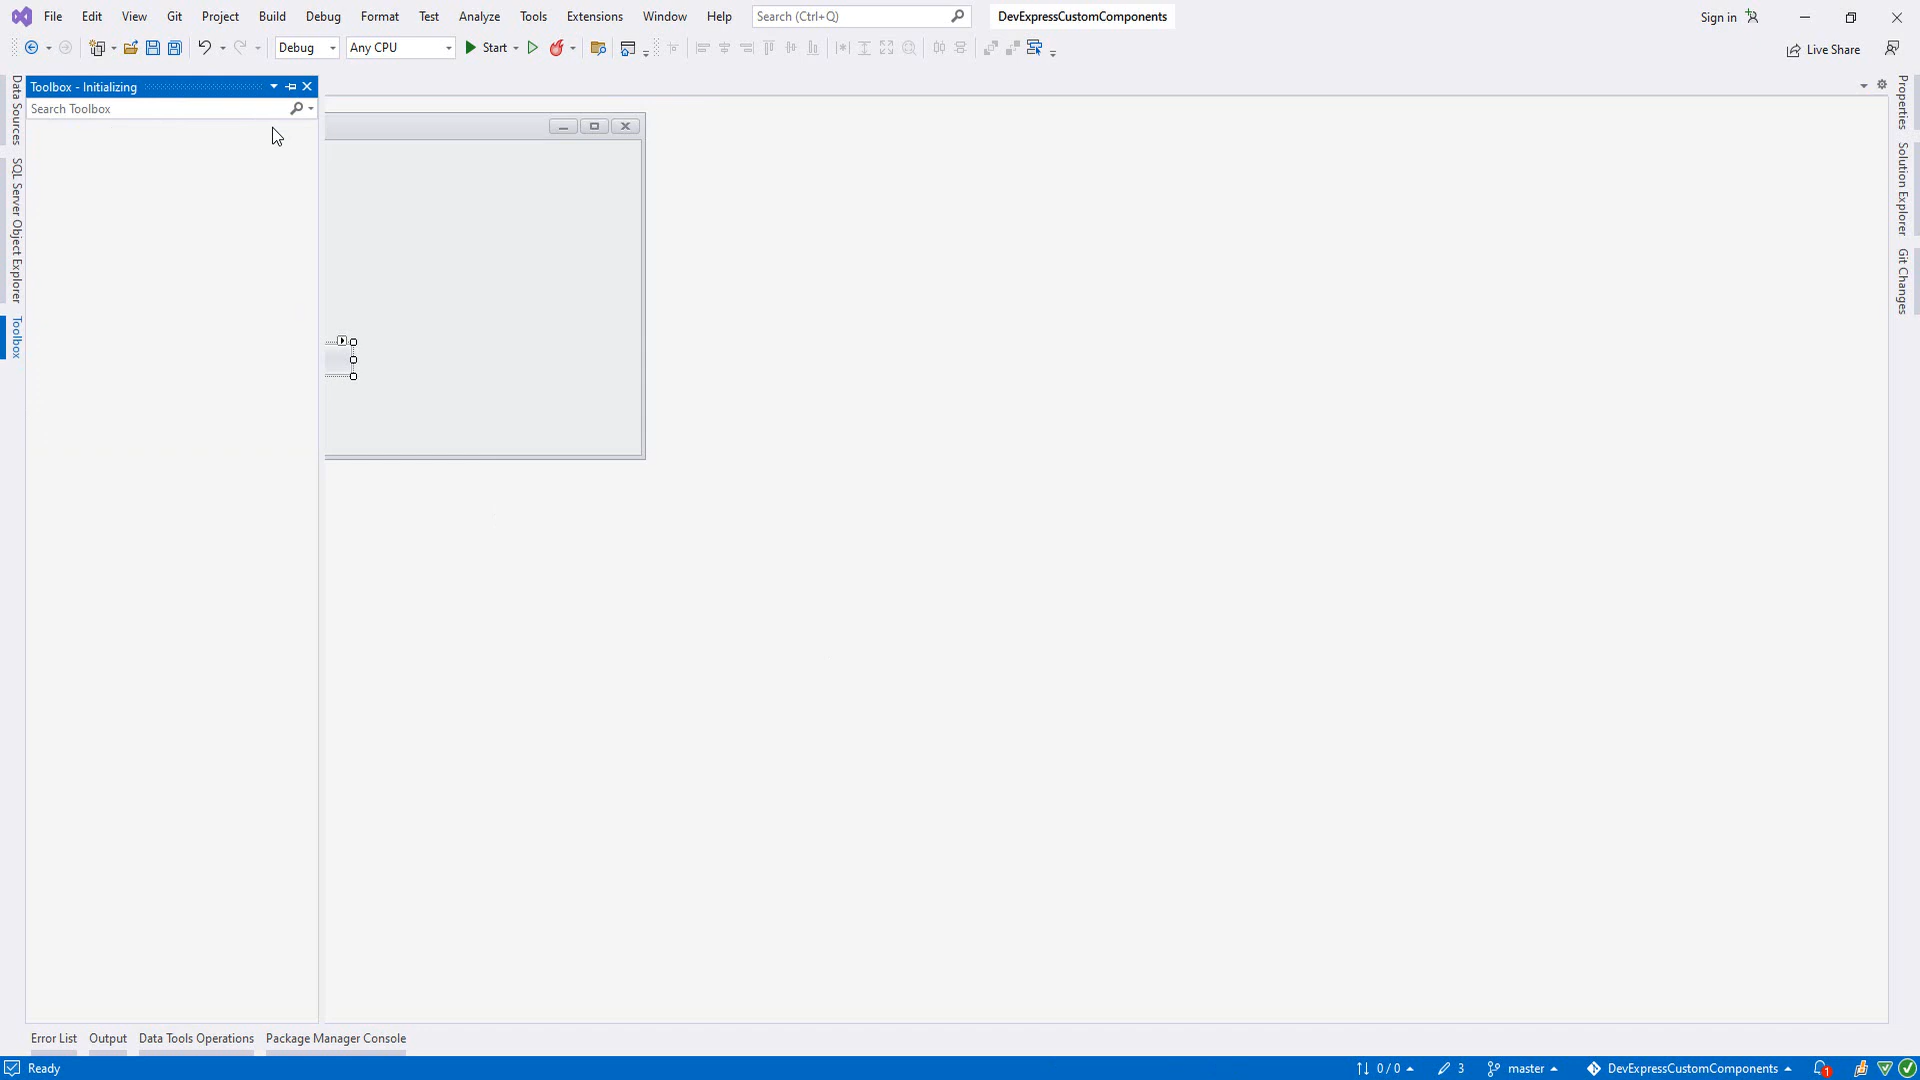 File Edit View Git Project Build Debug Format Test Analyze Tools Extensions Window Help Search (Ctrl+Q) DevExpressCustomComponents Sign in
Debug Any CPU Start Live Share
Toolbox - Initializing
Search Toolbox
Data Sources
SQL Server Object Explorer
Toolbox
Properties
Solution Explorer
Git Changes
Error List Output Data Tools Operations Package Manager Console
Ready 0 / 0 3 master DevExpressCustomComponents 1